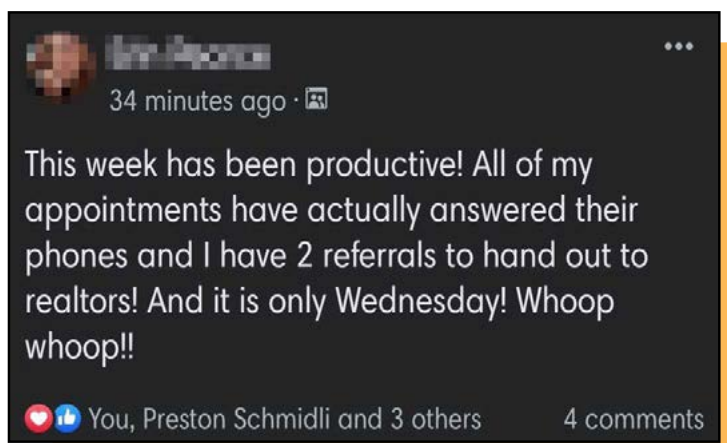 34 minutes ago ·
This week has been productive! All of my
appointments have actually answered their
phones and I have 2 referrals to hand out to
realtors! And it is only Wednesday! Whoop
whoop!!
You, Preston Schmidli and 3 others 4 comments